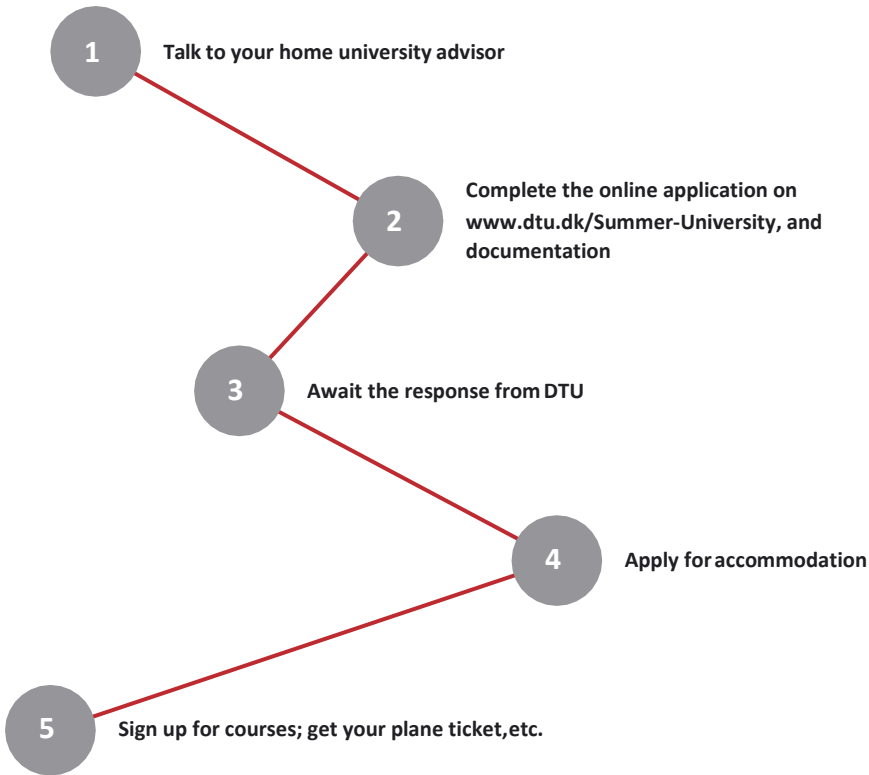 1
Talk to your home university advisor
2
Complete the online application on
www.dtu.dk/Summer-University, and
documentation
3
Await the response from DTU
4
Apply for accommodation
5
Sign up for courses; get your plane ticket,etc.